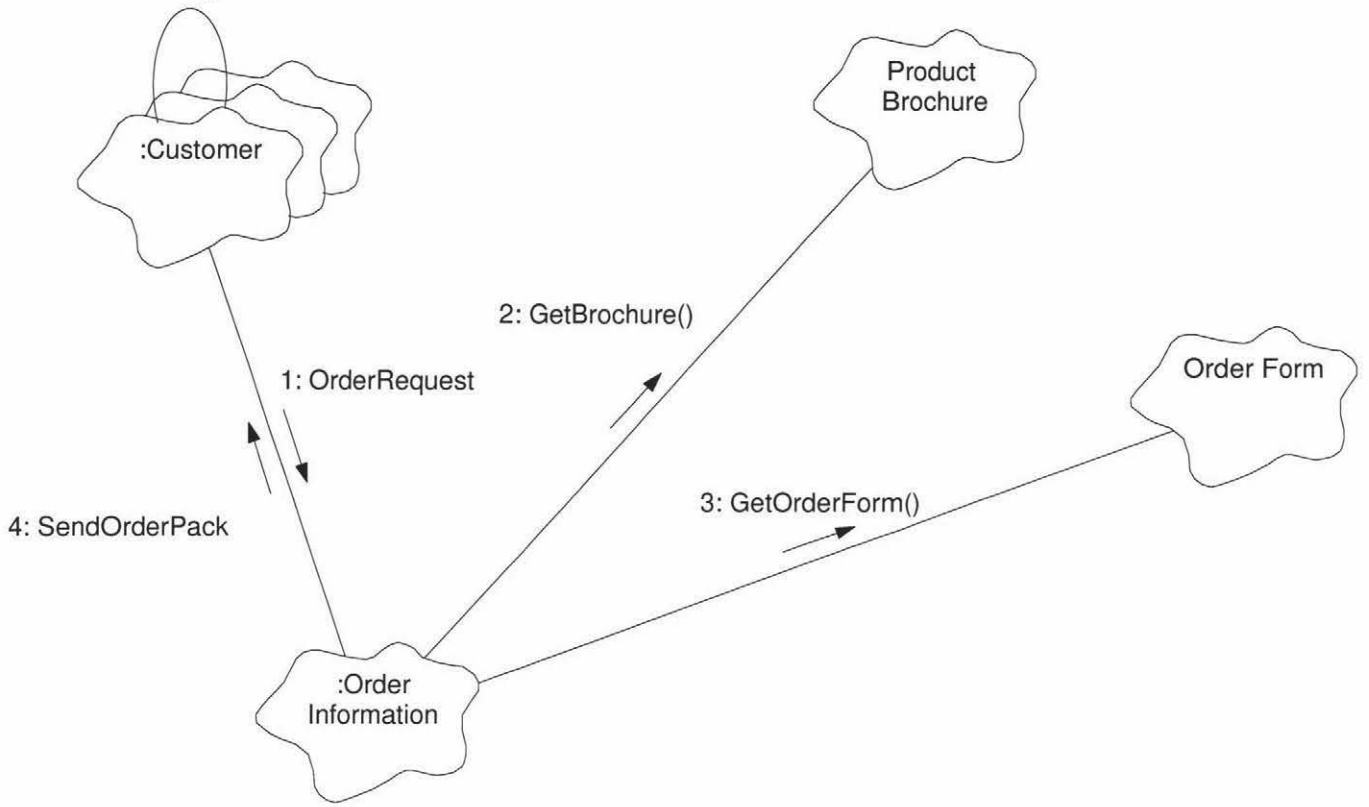 Product
Brochure
:Customer
2: GetBrochure()
1: OrderRequest
Order Form
3: GetOrderForm()
4: SendOrderPack
:Order
Information